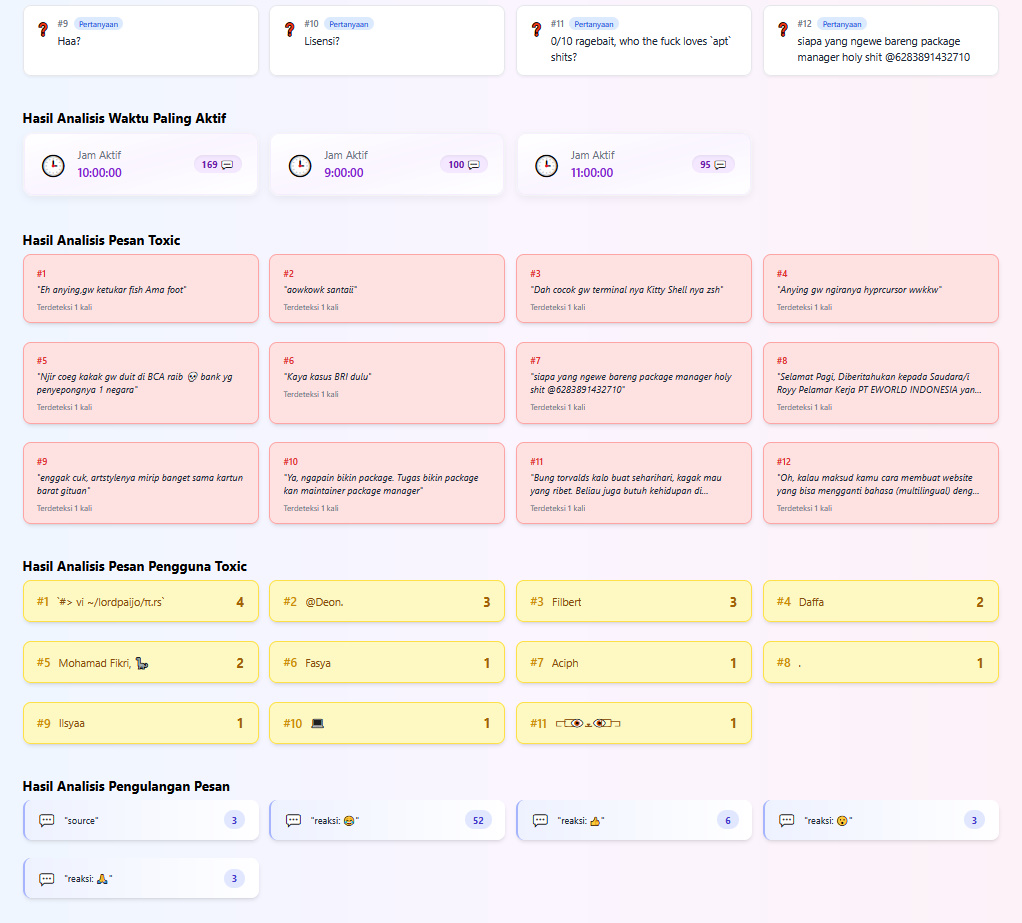 ❓ #9 Pertanyaan
Haa?
❓ #10 Pertanyaan
Lisensi?
❓ #11 Pertanyaan
0/10 ragebait, who the fuck loves `apt`
shits?
❓ #12 Pertanyaan
siapa yang ngewe bareng package
manager holy shit @6283891432710
Hasil Analisis Waktu Paling Aktif
Jam Aktif
10:00:00
169 💬
Jam Aktif
9:00:00
100 💬
Jam Aktif
11:00:00
95 💬
Hasil Analisis Pesan Toxic
#1
"Eh anying,gw ketukar fish Ama foot"
Terdeteksi 1 kali
#2
"aowkowk santaii"
Terdeteksi 1 kali
#3
"Dah cocok gw terminal nya Kitty Shell nya zsh"
Terdeteksi 1 kali
#4
"Anying gw ngiranya hyprcursor wwkkw"
Terdeteksi 1 kali
#5
"Njir coeg kakak gw duit di BCA raib 💀 bank yg
penyepongnya 1 negara"
Terdeteksi 1 kali
#6
"Kaya kasus BRI dulu"
Terdeteksi 1 kali
#7
"siapa yang ngewe bareng package manager holy
shit @6283891432710"
Terdeteksi 1 kali
#8
"Selamat Pagi, Diberitahukan kepada Saudara/i
Royy Pelamar Kerja PT EWORLD INDONESIA yan...
Terdeteksi 1 kali
#9
"enggak cuk, artstylenya mirip banget sama kartun
barat gituan"
Terdeteksi 1 kali
#10
"Ya, ngapain bikin package. Tugas bikin package
kan maintainer package manager"
Terdeteksi 1 kali
#11
"Bung torvalds kalo buat seharihari, kagak mau
yang ribet. Beliau juga butuh kehidupan di...
Terdeteksi 1 kali
#12
"Oh, kalau maksud kamu cara membuat website
yang bisa mengganti bahasa (multilingual) deng...
Terdeteksi 1 kali
Hasil Analisis Pesan Pengguna Toxic
#1 `#> vi ~/lordpaijo/π.rs` 4
#2 @Deon. 3
#3 Filbert 3
#4 Daffa 2
#5 Mohamad Fikri, 🦕 2
#6 Fasya 1
#7 Aciph 1
#8 . 1
#9 Ilsyaa 1
#10 💻 1
#11 1
Hasil Analisis Pengulangan Pesan
💬 "source" 3
💬 "reaksi: 😂" 52
💬 "reaksi: 👍" 6
💬 "reaksi: 😮" 3
💬 "reaksi: 🙏" 3